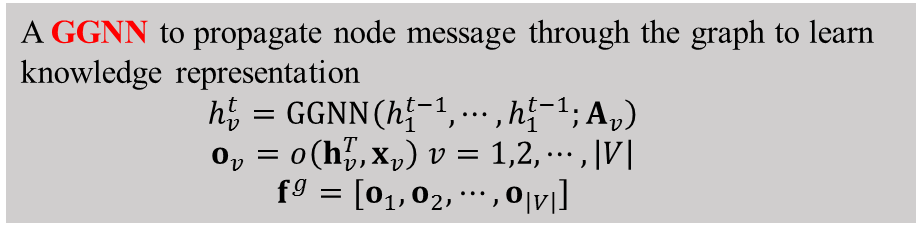 A GGNN to propagate node message through the graph to learn
knowledge representation
h_v^t = GGNN(h_1^{t−1}, ⋯ , h_1^{t−1}; A_v)
o_v = o(h_v^T, x_v) v = 1,2, ⋯ , |V|
f^g = [o_1, o_2, ⋯ , o_{|V|}]